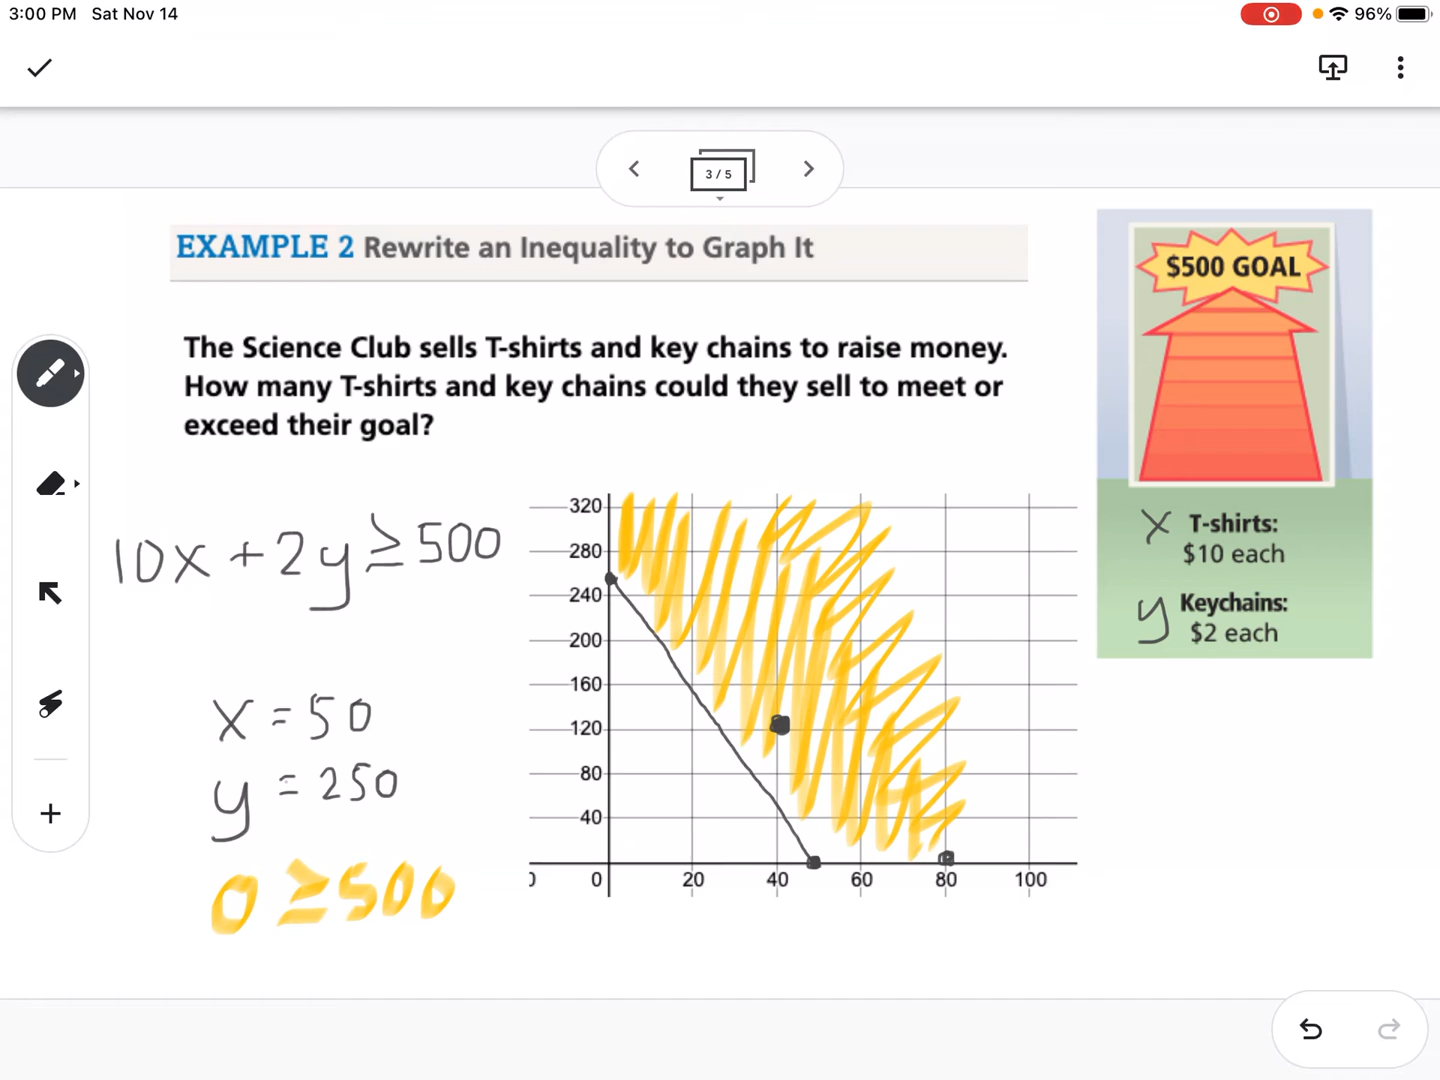 3:00 PM Sat Nov 14
96%
3 / 5
EXAMPLE 2 Rewrite an Inequality to Graph It
$500 GOAL
The Science Club sells T-shirts and key chains to raise money.
How many T-shirts and key chains could they sell to meet or
exceed their goal?
10x + 2y ≥ 500
x T-shirts:
$10 each
y Keychains:
$2 each
x = 50
y = 250
0 ≥ 500
320
280
240
200
160
120
80
40
0 0 20 40 60 80 100